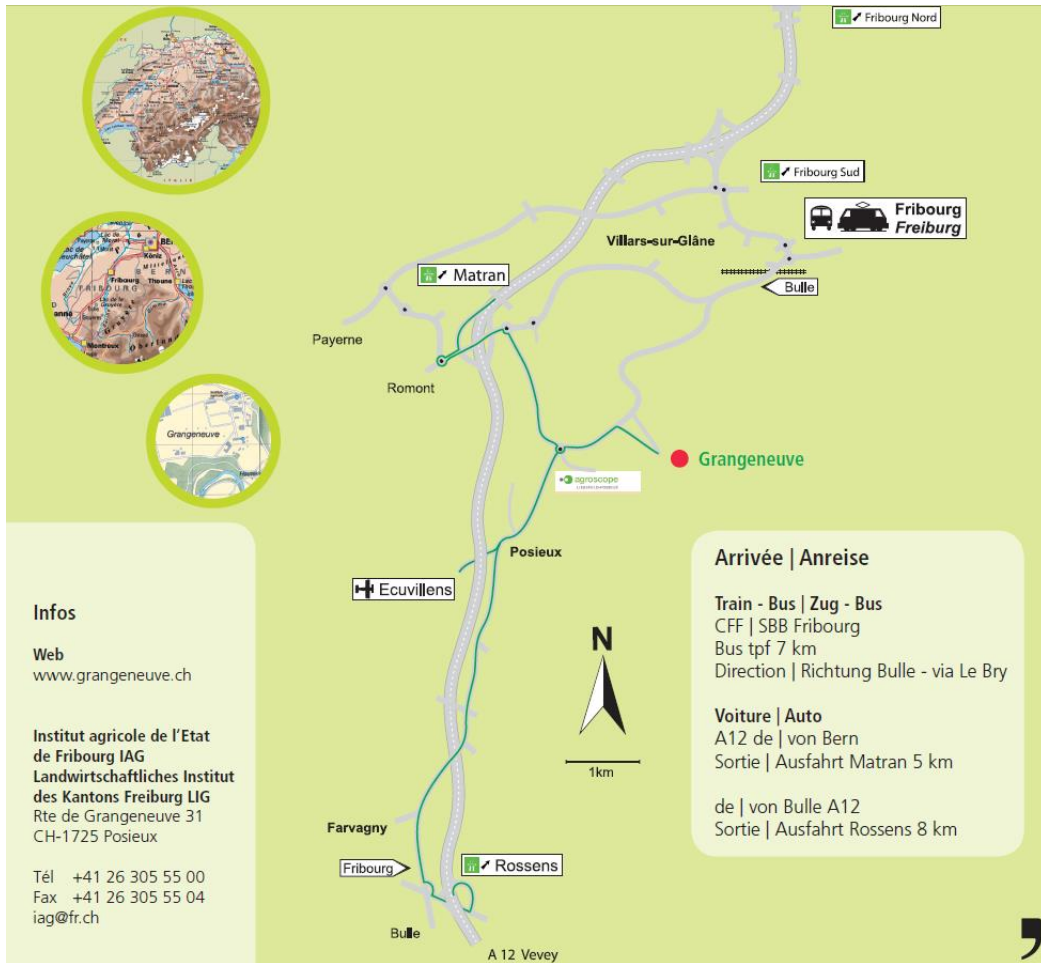 Fribourg Nord
Fribourg Sud
Fribourg
Freiburg
Villars-sur-Glâne
Matran
Bulle
Payerne
Romont
Grangeneuve
agroscope
Posieux
Ecuvillens
N
1km
Farvagny
Fribourg
Rossens
Bulle
A 12 Vevey
Grangeneuve
Infos
Web
www.grangeneuve.ch
Institut agricole de l'Etat
de Fribourg IAG
Landwirtschaftliches Institut
des Kantons Freiburg LIG
Rte de Grangeneuve 31
CH-1725 Posieux
Tél +41 26 305 55 00
Fax +41 26 305 55 04
iag@fr.ch
Arrivée | Anreise
Train - Bus | Zug - Bus
CFF | SBB Fribourg
Bus tpf 7 km
Direction | Richtung Bulle - via Le Bry
Voiture | Auto
A12 de | von Bern
Sortie | Ausfahrt Matran 5 km
de | von Bulle A12
Sortie | Ausfahrt Rossens 8 km